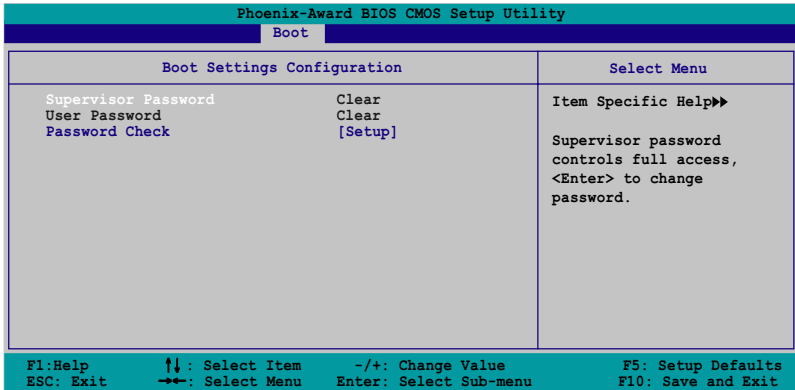 Phoenix-Award BIOS CMOS Setup Utility
Boot
Boot Settings Configuration
Select Menu
Supervisor Password Clear
User Password Clear
Password Check [Setup]
Item Specific Help▶▶
Supervisor password
controls full access,
<Enter> to change
password.
F1:Help ↑↓: Select Item -/+: Change Value F5: Setup Defaults
ESC: Exit →←: Select Menu Enter: Select Sub-menu F10: Save and Exit